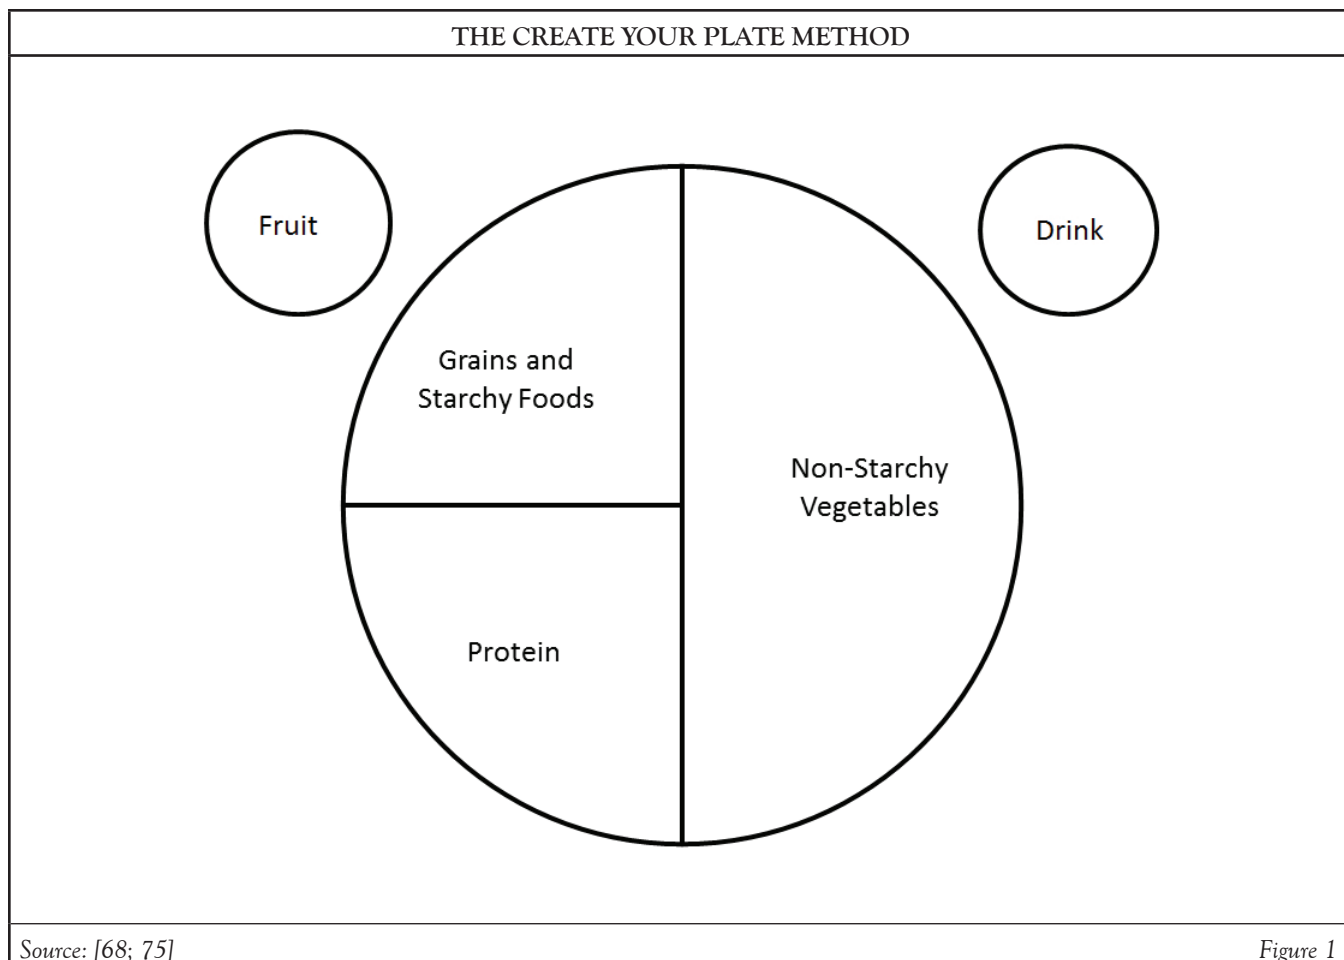 THE CREATE YOUR PLATE METHOD
Fruit
Drink
Grains and
Starchy Foods
Non-Starchy
Vegetables
Protein
Source: [68; 75]
Figure 1